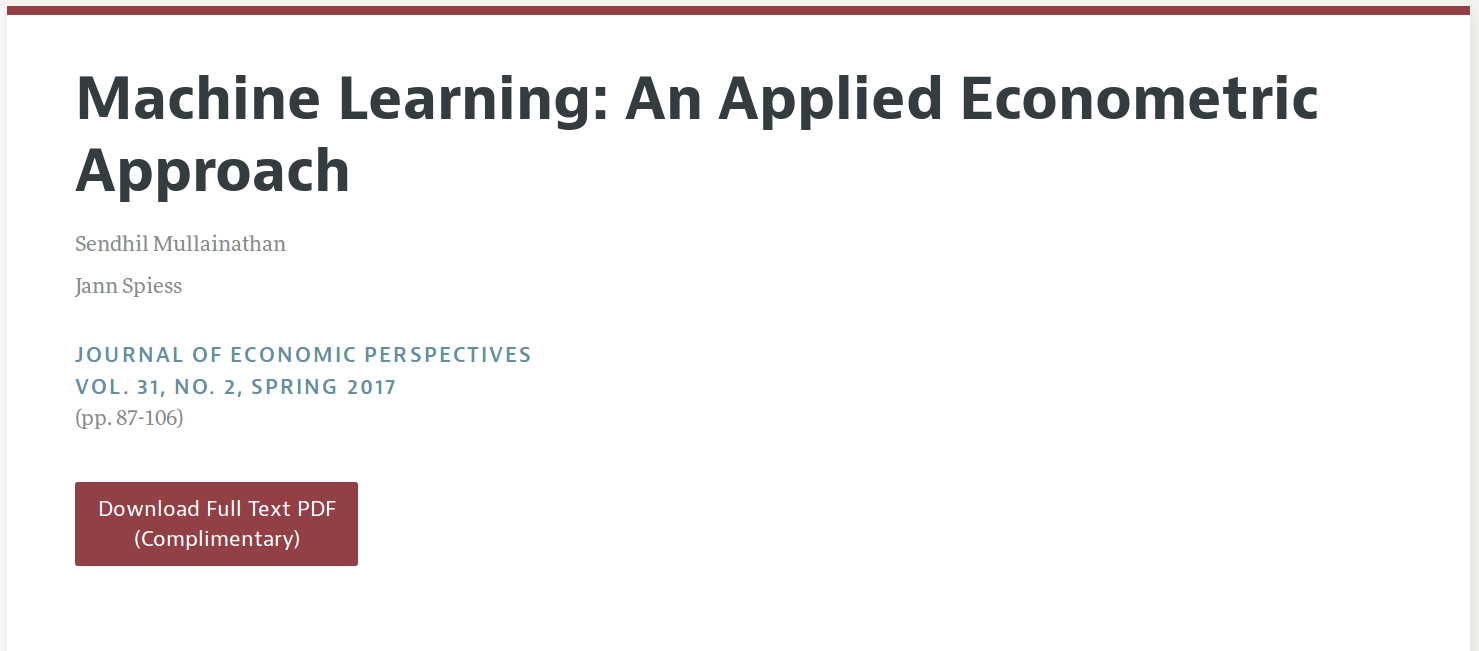 Machine Learning: An Applied Econometric
Approach
Sendhil Mullainathan
Jann Spiess
JOURNAL OF ECONOMIC PERSPECTIVES
VOL. 31, NO. 2, SPRING 2017
(pp. 87-106)
Download Full Text PDF
(Complimentary)